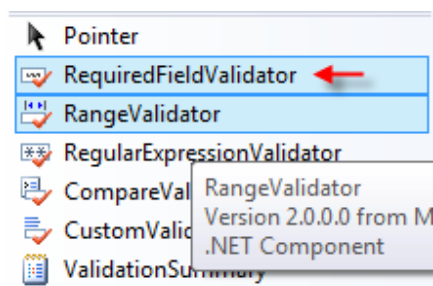 Pointer
RequiredFieldValidator
RangeValidator
RegularExpressionValidator
CompareVal
CustomValid
ValidationSummary
RangeValidator
Version 2.0.0.0 from M
.NET Component